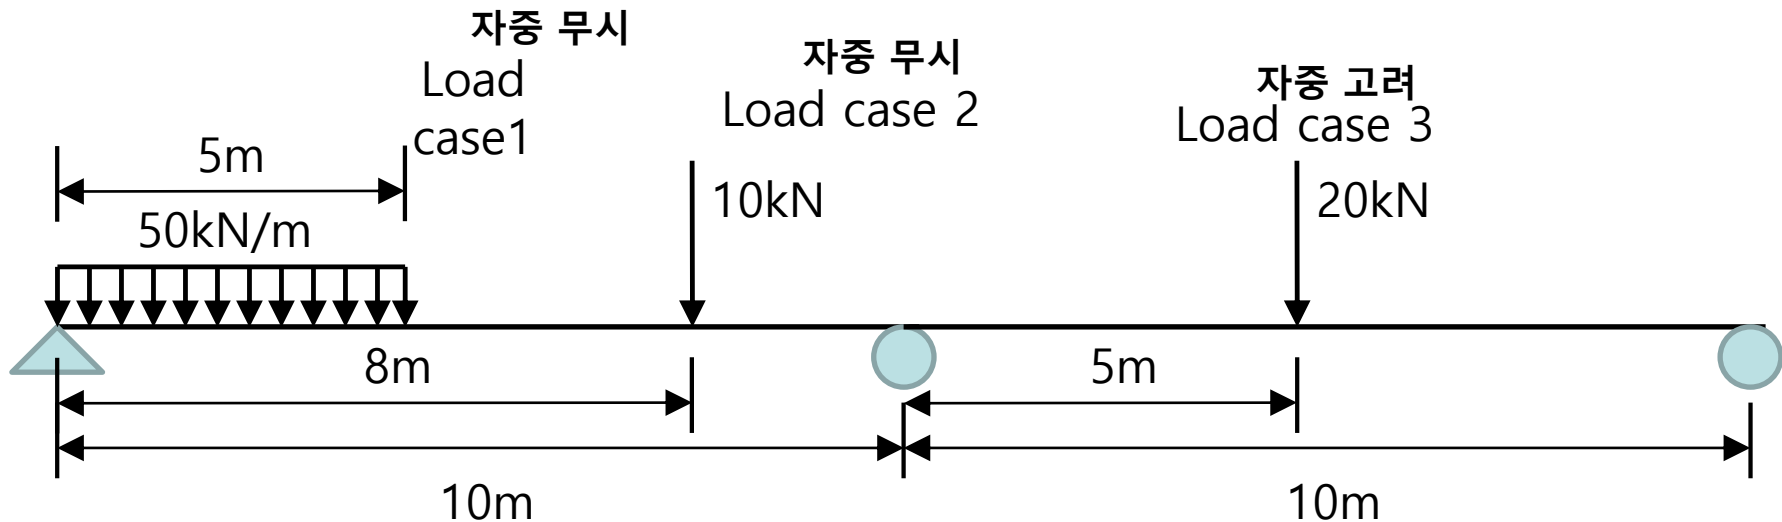 자중 무시
Load
case1
자중 무시
Load case 2
자중 고려
Load case 3
5m
50kN/m
10kN
20kN
8m
5m
10m
10m